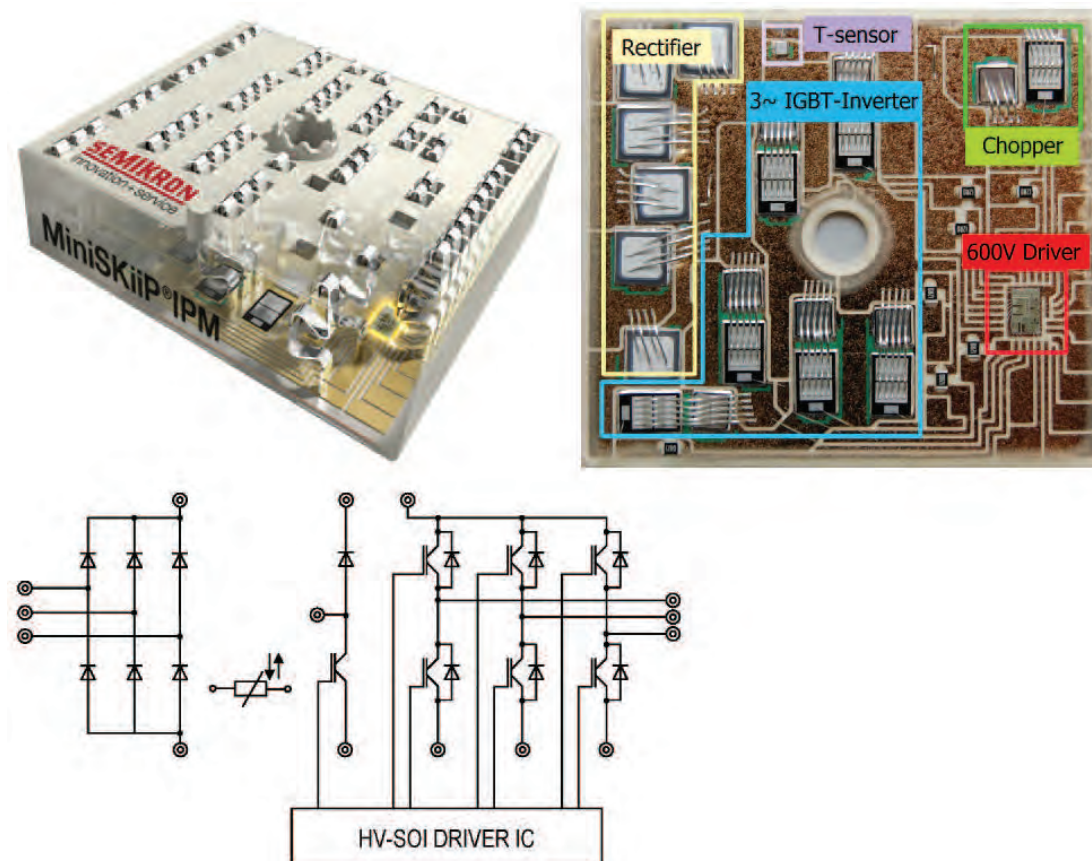 SEMIKRON
innovation+service
MiniSKiiP®IPM
Rectifier
T-sensor
3~ IGBT-Inverter
Chopper
600V Driver
HV-SOI DRIVER IC